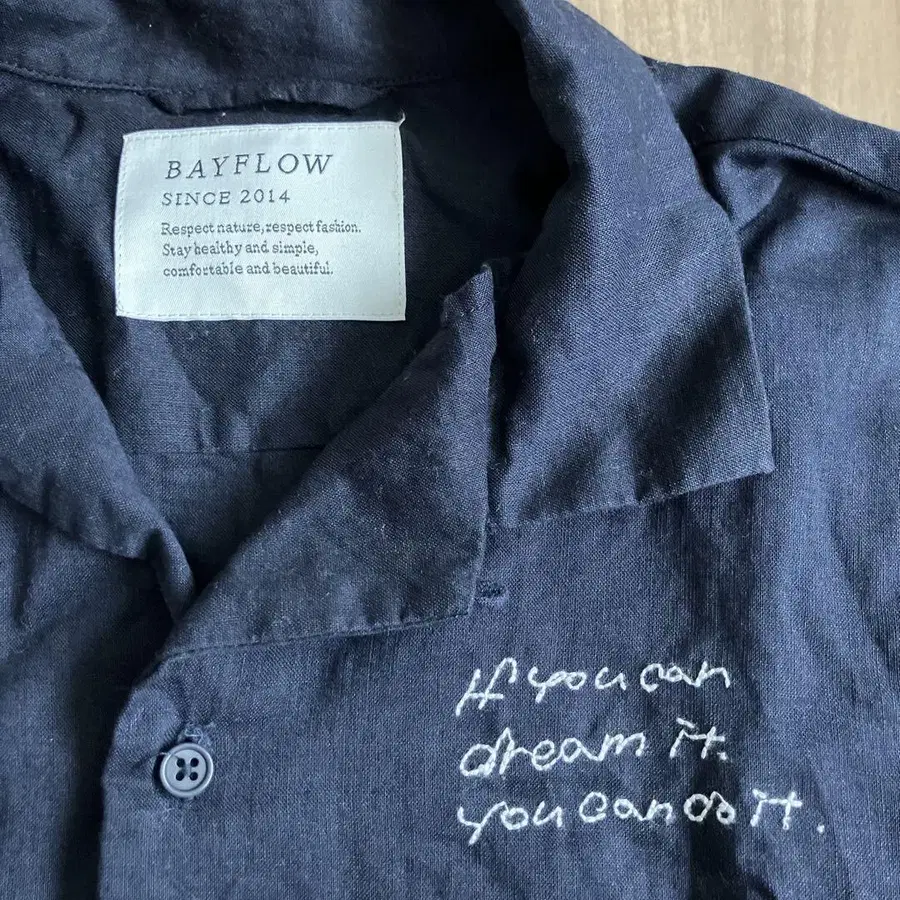 BAYFLOW
SINCE 2014
Respect nature, respect fashion.
Stay healthy and simple,
comfortable and beautiful.
If you can
dream it.
you can do it.